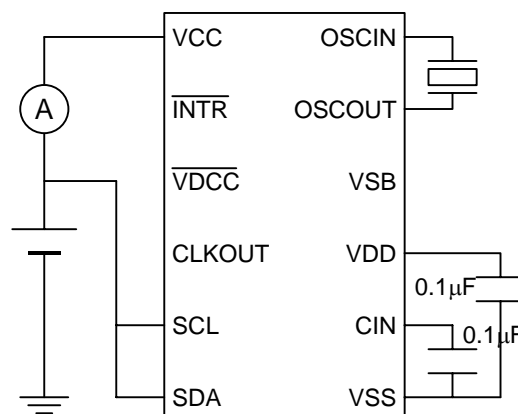 VCC OSCIN
A
INTR OSCOUT
VDCC VSB
CLKOUT VDD
0.1μF
SCL CIN
0.1μF
SDA VSS